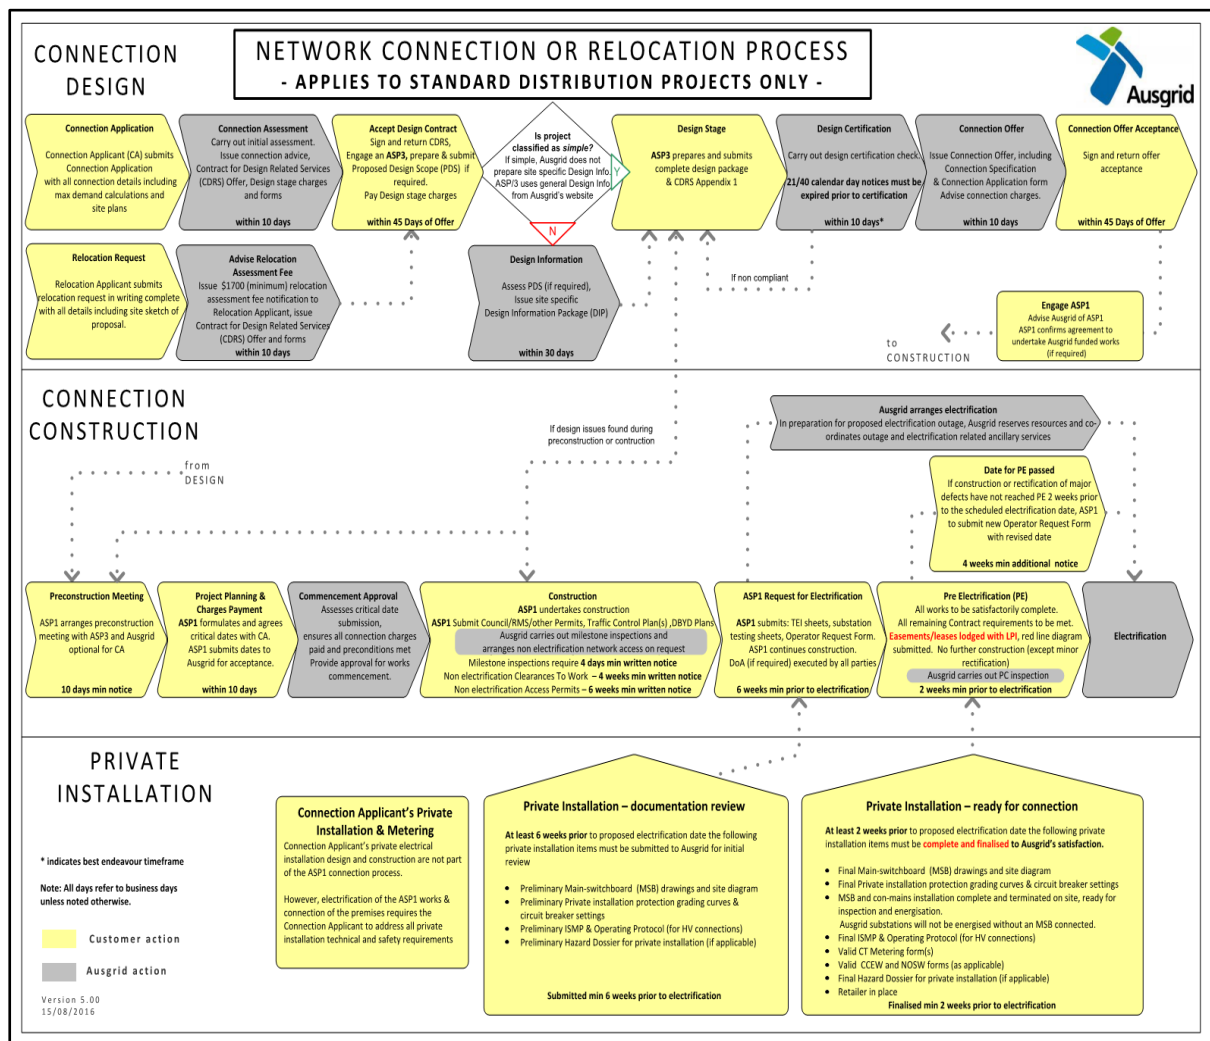 CONNECTION
DESIGN
NETWORK CONNECTION OR RELOCATION PROCESS
- APPLIES TO STANDARD DISTRIBUTION PROJECTS ONLY -
Ausgrid
Connection Application
Connection Applicant (CA) submits
Connection Application
with all connection details including
max demand calculations and
site plans
Connection Assessment
Carry out initial assessment.
Issue connection advice,
Contract for Design Related Services
(CDRS) Offer, Design stage charges
and forms
within 10 days
Accept Design Contract
Sign and return CDRS,
Engage an ASP3, prepare & submit
Proposed Design Scope (PDS) if
required.
Pay Design stage charges
within 45 Days of Offer
Is project
classified as simple?
If simple, Ausgrid does not
prepare site specific Design Info.
ASP/3 uses general Design Info
from Ausgrid's website
Y
N
Design Stage
ASP3 prepares and submits
complete design package
& CDRS Appendix 1
Design Certification
Carry out design certification check.
21/40 calendar day notices must be
expired prior to certification
within 10 days*
Connection Offer
Issue Connection Offer, including
Connection Specification
& Connection Application form
Advise connection charges.
within 10 days
Connection Offer Acceptance
Sign and return offer
acceptance
within 45 Days of Offer
Relocation Request
Relocation Applicant submits
relocation request in writing complete
with all details including site sketch of
proposal.
Advise Relocation
Assessment Fee
Issue $1700 (minimum) relocation
assessment fee notification to
Relocation Applicant, issue
Contract for Design Related Services
(CDRS) Offer and forms
within 10 days
Design Information
Assess PDS (if required),
Issue site specific
Design Information Package (DIP)
within 30 days
If non compliant
Engage ASP1
Advise Ausgrid of ASP1
ASP1 confirms agreement to
undertake Ausgrid funded works
(if required)
to
CONSTRUCTION
CONNECTION
CONSTRUCTION
from
DESIGN
If design issues found during
preconstruction or contruction
Ausgrid arranges electrification
In preparation for proposed electrification outage, Ausgrid reserves resources and co-
ordinates outage and electrification related ancillary services
Date for PE passed
If construction or rectification of major
defects have not reached PE 2 weeks prior
to the scheduled electrification date, ASP1
to submit new Operator Request Form
with revised date
4 weeks min additional notice
Preconstruction Meeting
ASP1 arranges preconstruction
meeting with ASP3 and Ausgrid
optional for CA
10 days min notice
Project Planning &
Charges Payment
ASP1 formulates and agrees
critical dates with CA.
ASP1 submits dates to
Ausgrid for acceptance.
within 10 days
Commencement Approval
Assesses critical date
submission,
ensures all connection charges
paid and preconditions met
Provide approval for works
commencement.
Construction
ASP1 undertakes construction
ASP1 Submit Council/RMS/other Permits, Traffic Control Plan(s) ,DBYD Plans
Ausgrid carries out milestone inspections and
arranges non electrification network access on request
Milestone inspections require 4 days min written notice
Non electrification Clearances To Work – 4 weeks min written notice
Non electrification Access Permits – 6 weeks min written notice
ASP1 Request for Electrification
ASP1 submits: TEI sheets, substation
testing sheets, Operator Request Form.
ASP1 continues construction.
DoA (if required) executed by all parties
6 weeks min prior to electrification
Pre Electrification (PE)
All works to be satisfactorily complete.
All remaining Contract requirements to be met.
Easements/leases lodged with LPI, red line diagram
submitted. No further construction (except minor
rectification)
Ausgrid carries out PC inspection
2 weeks min prior to electrification
Electrification
PRIVATE
INSTALLATION
* indicates best endeavour timeframe
Note: All days refer to business days
unless noted otherwise.
Customer action
Ausgrid action
Version 5.00
15/08/2016
Connection Applicant's Private
Installation & Metering
Connection Applicant's private electrical
installation design and construction are not part
of the ASP1 connection process.
However, electrification of the ASP1 works &
connection of the premises requires the
Connection Applicant to address all private
installation technical and safety requirements
Private Installation – documentation review
At least 6 weeks prior to proposed electrification date the following
private installation items must be submitted to Ausgrid for initial
review
• Preliminary Main-switchboard (MSB) drawings and site diagram
• Preliminary Private installation protection grading curves &
circuit breaker settings
• Preliminary ISMP & Operating Protocol (for HV connections)
• Preliminary Hazard Dossier for private installation (if applicable)
Submitted min 6 weeks prior to electrification
Private Installation – ready for connection
At least 2 weeks prior to proposed electrification date the following private
installation items must be complete and finalised to Ausgrid's satisfaction.
• Final Main-switchboard (MSB) drawings and site diagram
• Final Private installation protection grading curves & circuit breaker settings
• MSB and con-mains installation complete and terminated on site, ready for
inspection and energisation.
Ausgrid substations will not be energised without an MSB connected.
• Final ISMP & Operating Protocol (for HV connections)
• Valid CT Metering form(s)
• Valid CCEW and NOSW forms (as applicable)
• Final Hazard Dossier for private installation (if applicable)
• Retailer in place
Finalised min 2 weeks prior to electrification